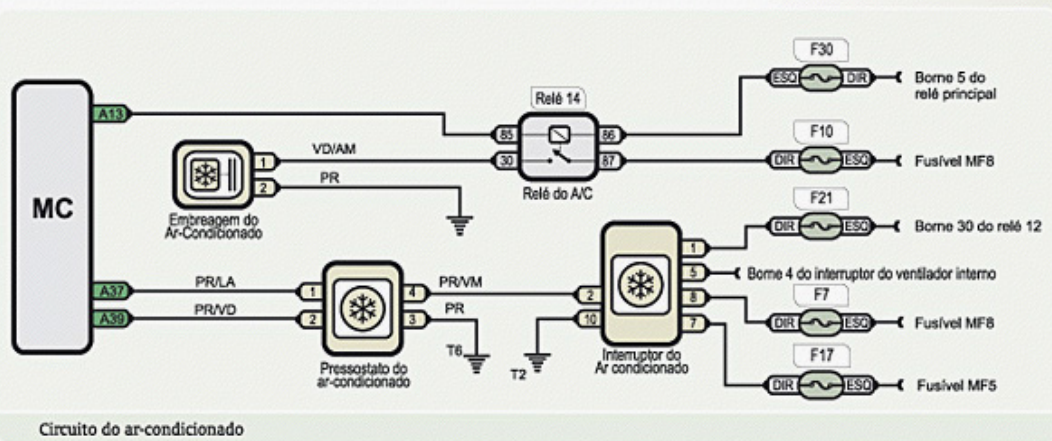 F30
ESQ
DIR
Borne 5 do
relé principal
A13
Relé 14
85
86
30
87
Relé do A/C
F10
DIR
ESQ
Fusível MF8
1
VD/AM
2
PR
Embreagem do
Ar-Condicionado
MC
F21
DIR
ESQ
Borne 30 do relé 12
1
5
Borne 4 do interruptor do ventilador interno
A37
PR/LA
1
4
PR/VM
2
8
F7
DIR
ESQ
Fusível MF8
A39
PR/VD
2
3
PR
10
7
T6
T2
Pressostato do
ar-condicionado
Interruptor do
Ar condicionado
F17
DIR
ESQ
Fusível MF5
Circuito do ar-condicionado